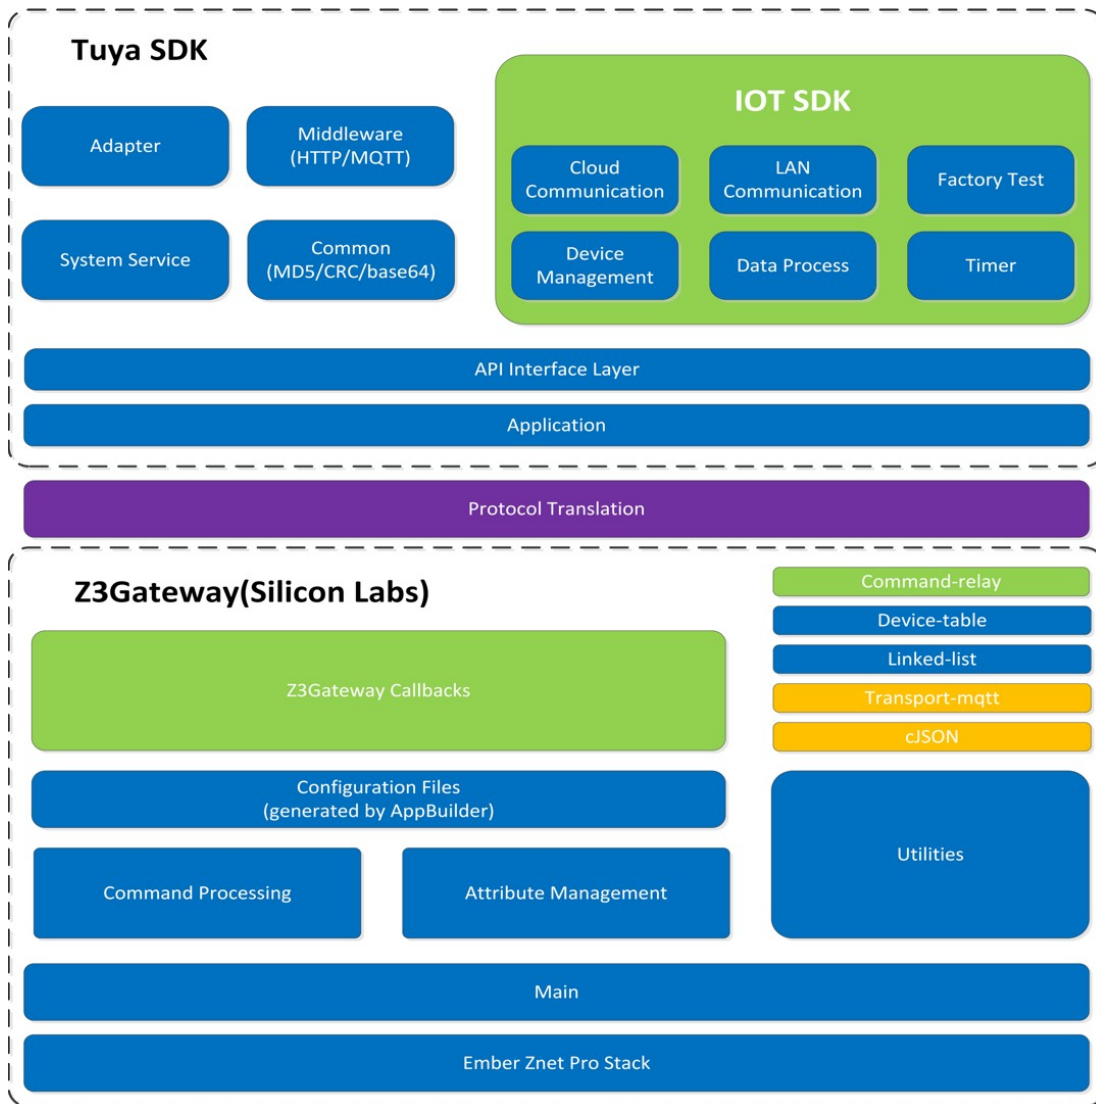 Tuya SDK
IOT SDK
Adapter
Middleware
(HTTP/MQTT)
Cloud
Communication
LAN
Communication
Factory Test
System Service
Common
(MD5/CRC/base64)
Device
Management
Data Process
Timer
API Interface Layer
Application
Protocol Translation
Z3Gateway(Silicon Labs)
Command-relay
Device-table
Linked-list
Transport-mqtt
cJSON
Z3Gateway Callbacks
Configuration Files
(generated by AppBuilder)
Command Processing
Attribute Management
Utilities
Main
Ember Znet Pro Stack